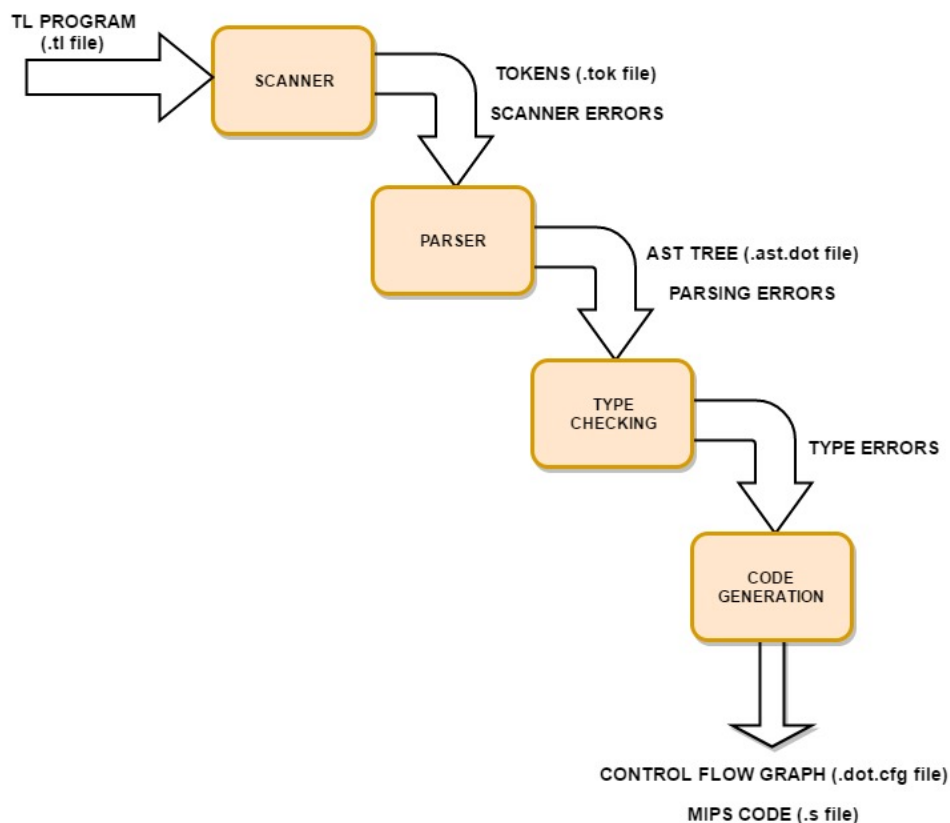 TL PROGRAM
(.tl file)
SCANNER
TOKENS (.tok file)
SCANNER ERRORS
PARSER
AST TREE (.ast.dot file)
PARSING ERRORS
TYPE
CHECKING
TYPE ERRORS
CODE
GENERATION
CONTROL FLOW GRAPH (.dot.cfg file)
MIPS CODE (.s file)